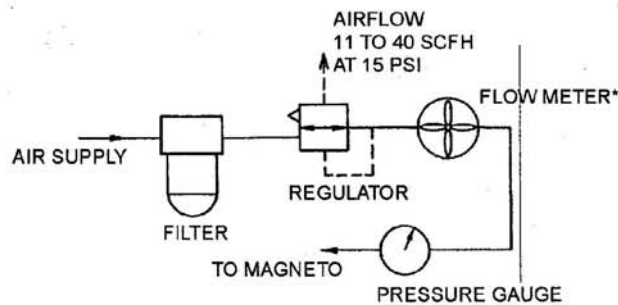 AIRFLOW
11 TO 40 SCFH
AT 15 PSI
FLOW METER*
AIR SUPPLY
REGULATOR
FILTER
TO MAGNETO
PRESSURE GAUGE